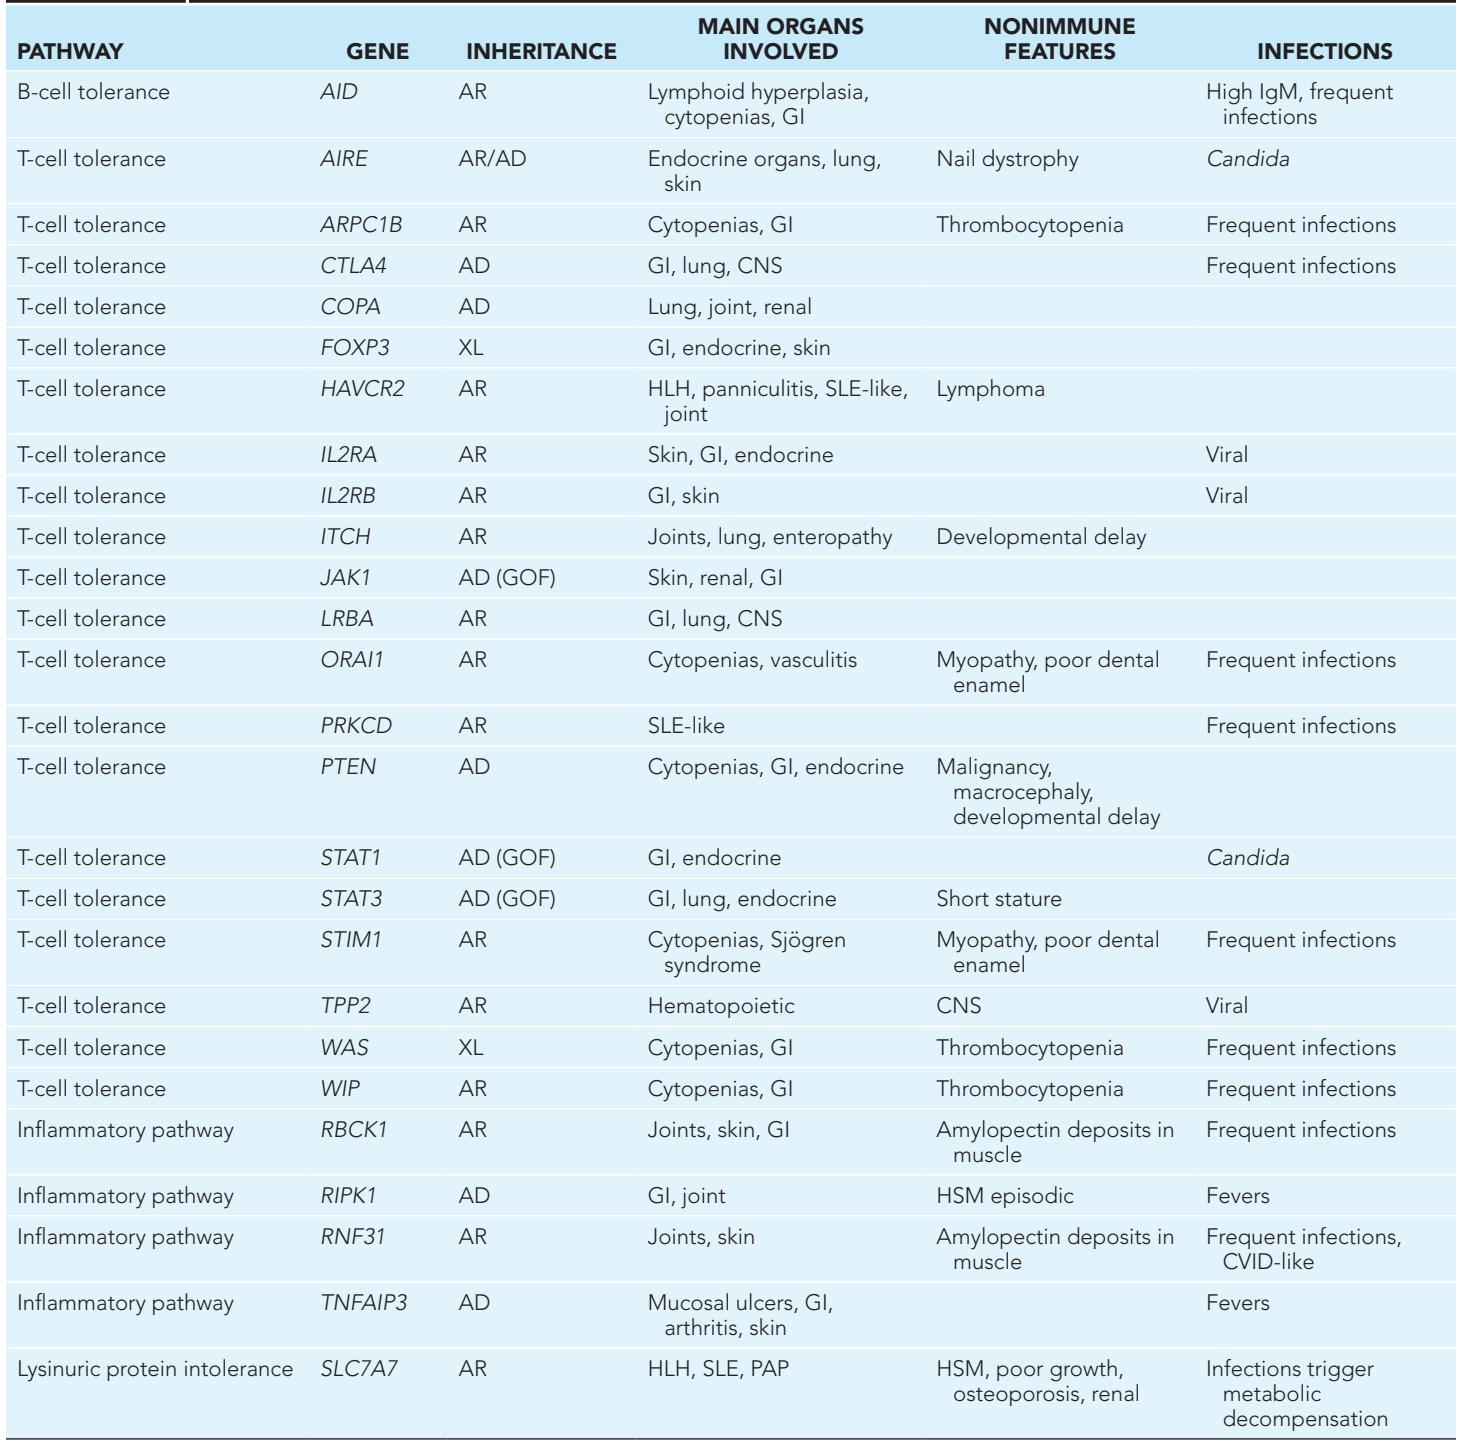 PATHWAY GENE INHERITANCE MAIN ORGANS INVOLVED NONIMMUNE FEATURES INFECTIONS
B-cell tolerance AID AR Lymphoid hyperplasia, cytopenias, GI High IgM, frequent infections
T-cell tolerance AIRE AR/AD Endocrine organs, lung, skin Nail dystrophy Candida
T-cell tolerance ARPC1B AR Cytopenias, GI Thrombocytopenia Frequent infections
T-cell tolerance CTLA4 AD GI, lung, CNS Frequent infections
T-cell tolerance COPA AD Lung, joint, renal
T-cell tolerance FOXP3 XL GI, endocrine, skin
T-cell tolerance HAVCR2 AR HLH, panniculitis, SLE-like, joint Lymphoma
T-cell tolerance IL2RA AR Skin, GI, endocrine Viral
T-cell tolerance IL2RB AR GI, skin Viral
T-cell tolerance ITCH AR Joints, lung, enteropathy Developmental delay
T-cell tolerance JAK1 AD (GOF) Skin, renal, GI
T-cell tolerance LRBA AR GI, lung, CNS
T-cell tolerance ORAI1 AR Cytopenias, vasculitis Myopathy, poor dental enamel Frequent infections
T-cell tolerance PRKCD AR SLE-like Frequent infections
T-cell tolerance PTEN AD Cytopenias, GI, endocrine Malignancy, macrocephaly, developmental delay
T-cell tolerance STAT1 AD (GOF) GI, endocrine Candida
T-cell tolerance STAT3 AD (GOF) GI, lung, endocrine Short stature
T-cell tolerance STIM1 AR Cytopenias, Sjögren syndrome Myopathy, poor dental enamel Frequent infections
T-cell tolerance TPP2 AR Hematopoietic CNS Viral
T-cell tolerance WAS XL Cytopenias, GI Thrombocytopenia Frequent infections
T-cell tolerance WIP AR Cytopenias, GI Thrombocytopenia Frequent infections
Inflammatory pathway RBCK1 AR Joints, skin, GI Amylopectin deposits in muscle Frequent infections
Inflammatory pathway RIPK1 AD GI, joint HSM episodic Fevers
Inflammatory pathway RNF31 AR Joints, skin Amylopectin deposits in muscle Frequent infections, CVID-like
Inflammatory pathway TNFAIP3 AD Mucosal ulcers, GI, arthritis, skin Fevers
Lysinuric protein intolerance SLC7A7 AR HLH, SLE, PAP HSM, poor growth, osteoporosis, renal Infections trigger metabolic decompensation